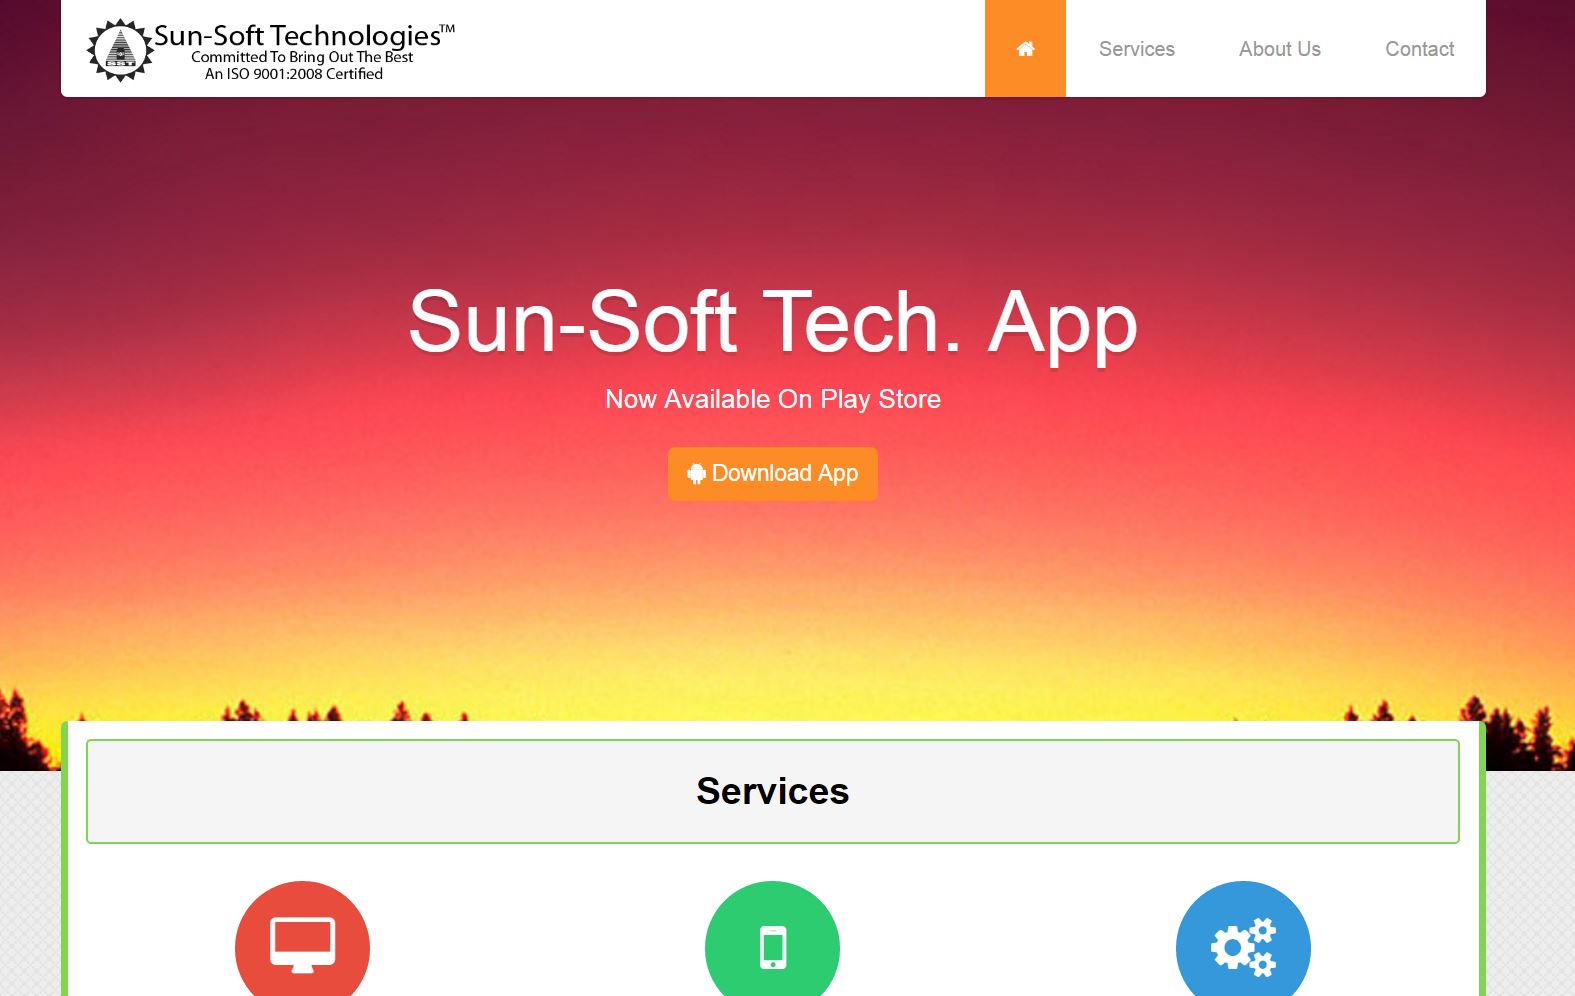 Sun-Soft Technologies™
Committed To Bring Out The Best
An ISO 9001:2008 Certified
SST
Services
About Us
Contact
Sun-Soft Tech. App
Now Available On Play Store
Download App
Services